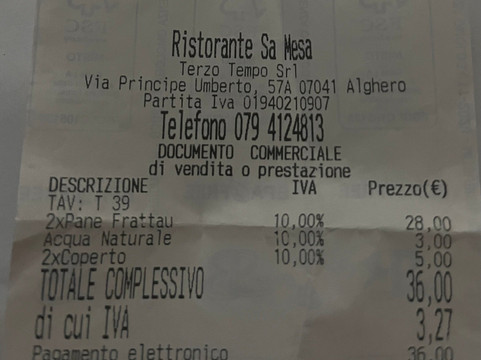 Ristorante Sa Mesa
Terzo Tempo Srl
Via Principe Umberto, 57A 07041 Alghero
Partita Iva 01940210907
Telefono 079 4124813
DOCUMENTO COMMERCIALE
di vendita o prestazione
DESCRIZIONE IVA Prezzo(€)
TAV: T 39
2xPane Frattau 10,00% 28,00
Acqua Naturale 10,00% 3,00
2xCoperto 10,00% 5,00
TOTALE COMPLESSIVO 36,00
di cui IVA 3,27
Pagamento elettronico 36,00